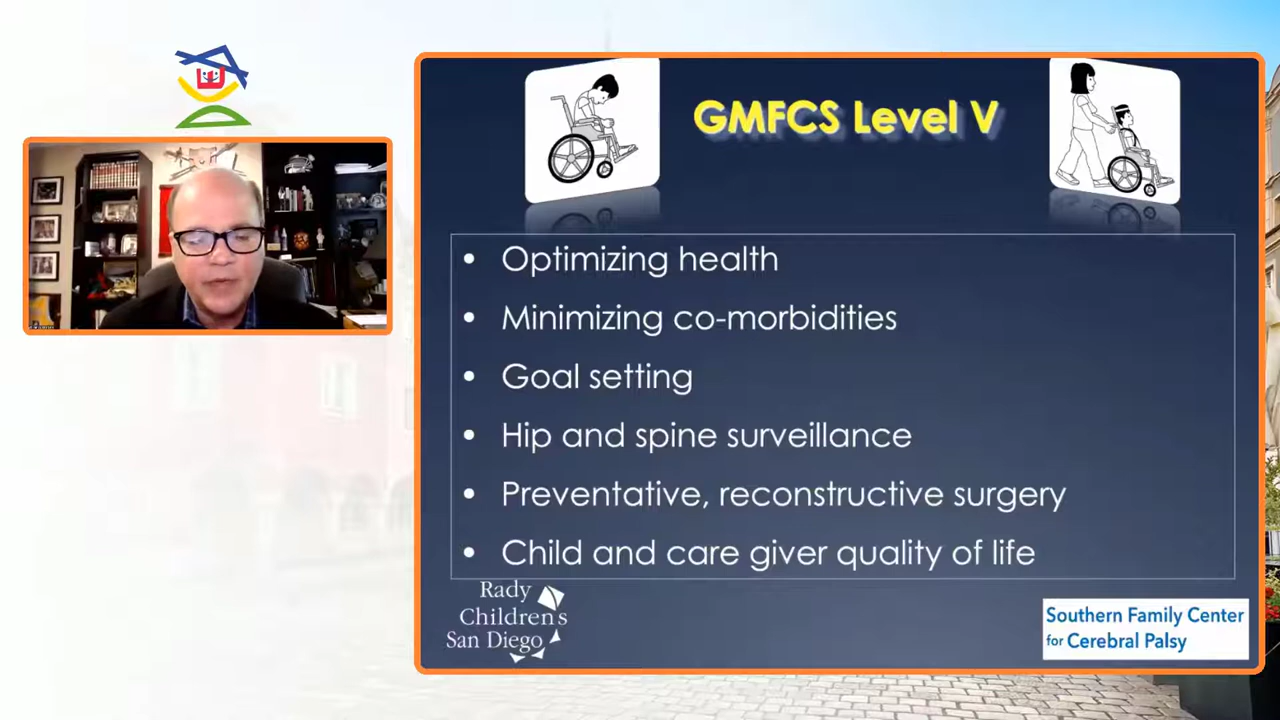 GMFCS Level V
• Optimizing health
• Minimizing co-morbidities
• Goal setting
• Hip and spine surveillance
• Preventative, reconstructive surgery
• Child and care giver quality of life
Rady
Children's
San Diego
Southern Family Center
for Cerebral Palsy